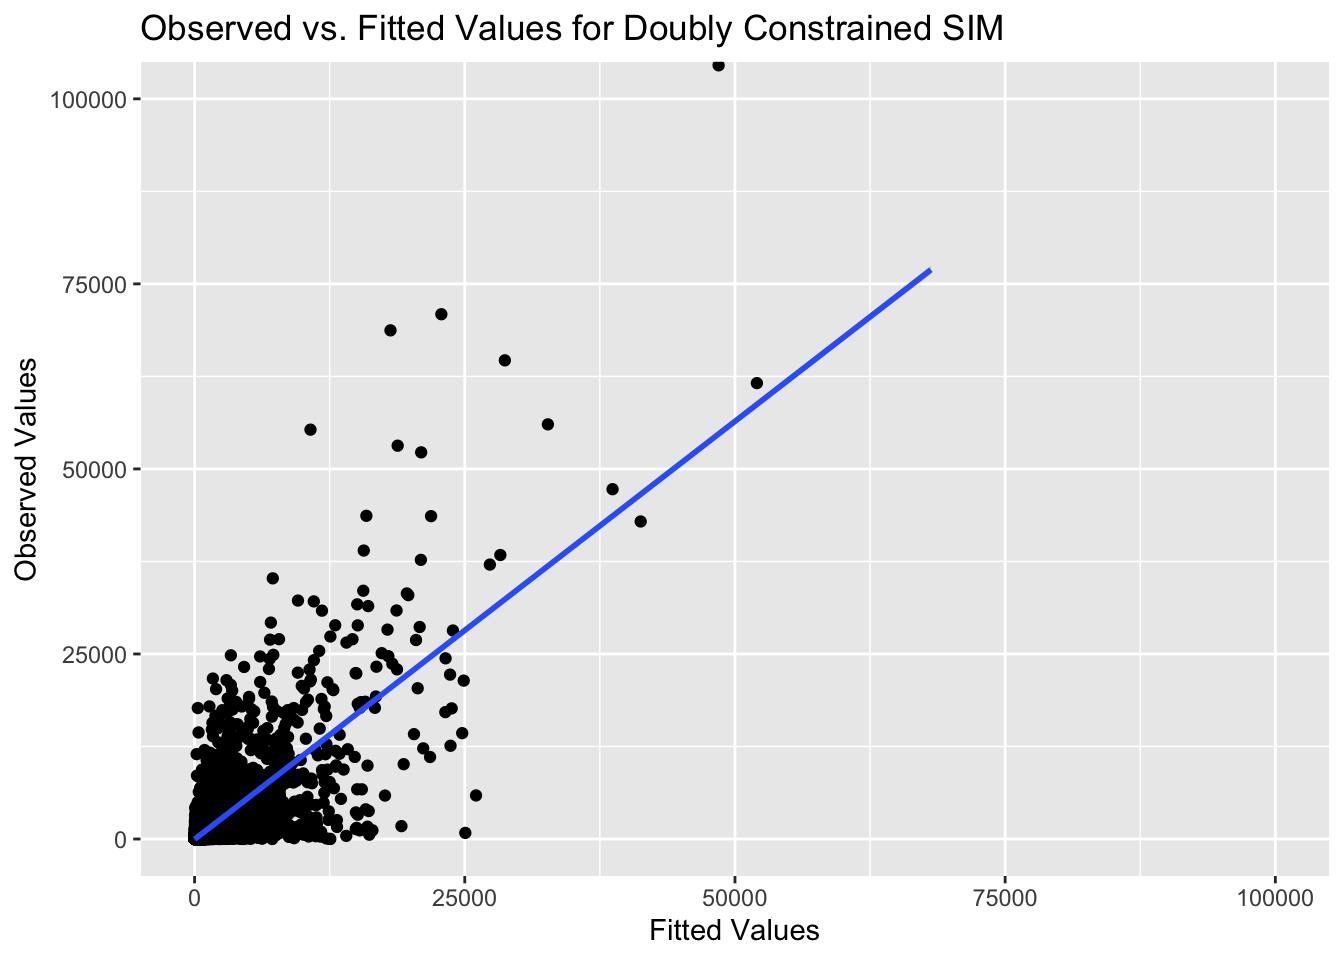 Observed vs. Fitted Values for Doubly Constrained SIM
100000
75000
50000
25000
0
Observed Values
0 25000 50000 75000 100000
Fitted Values